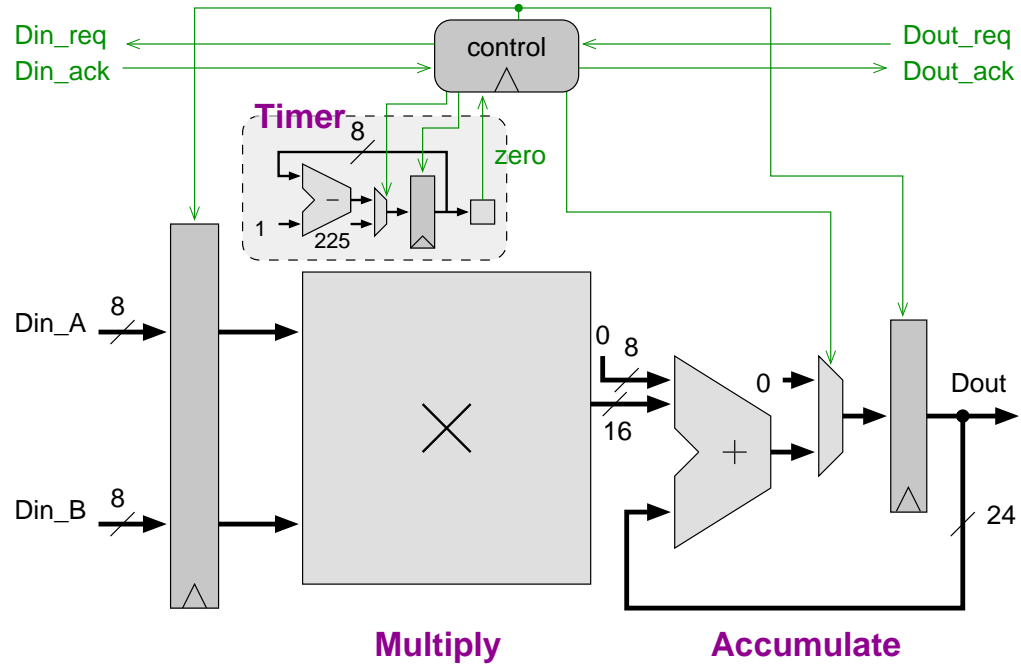 Din_req
control
Dout_req
Din_ack
Dout_ack
Timer
8
zero
−
1
225
Din_A
8
0
8
0
Dout
16
+
Din_B
8
24
Multiply
Accumulate